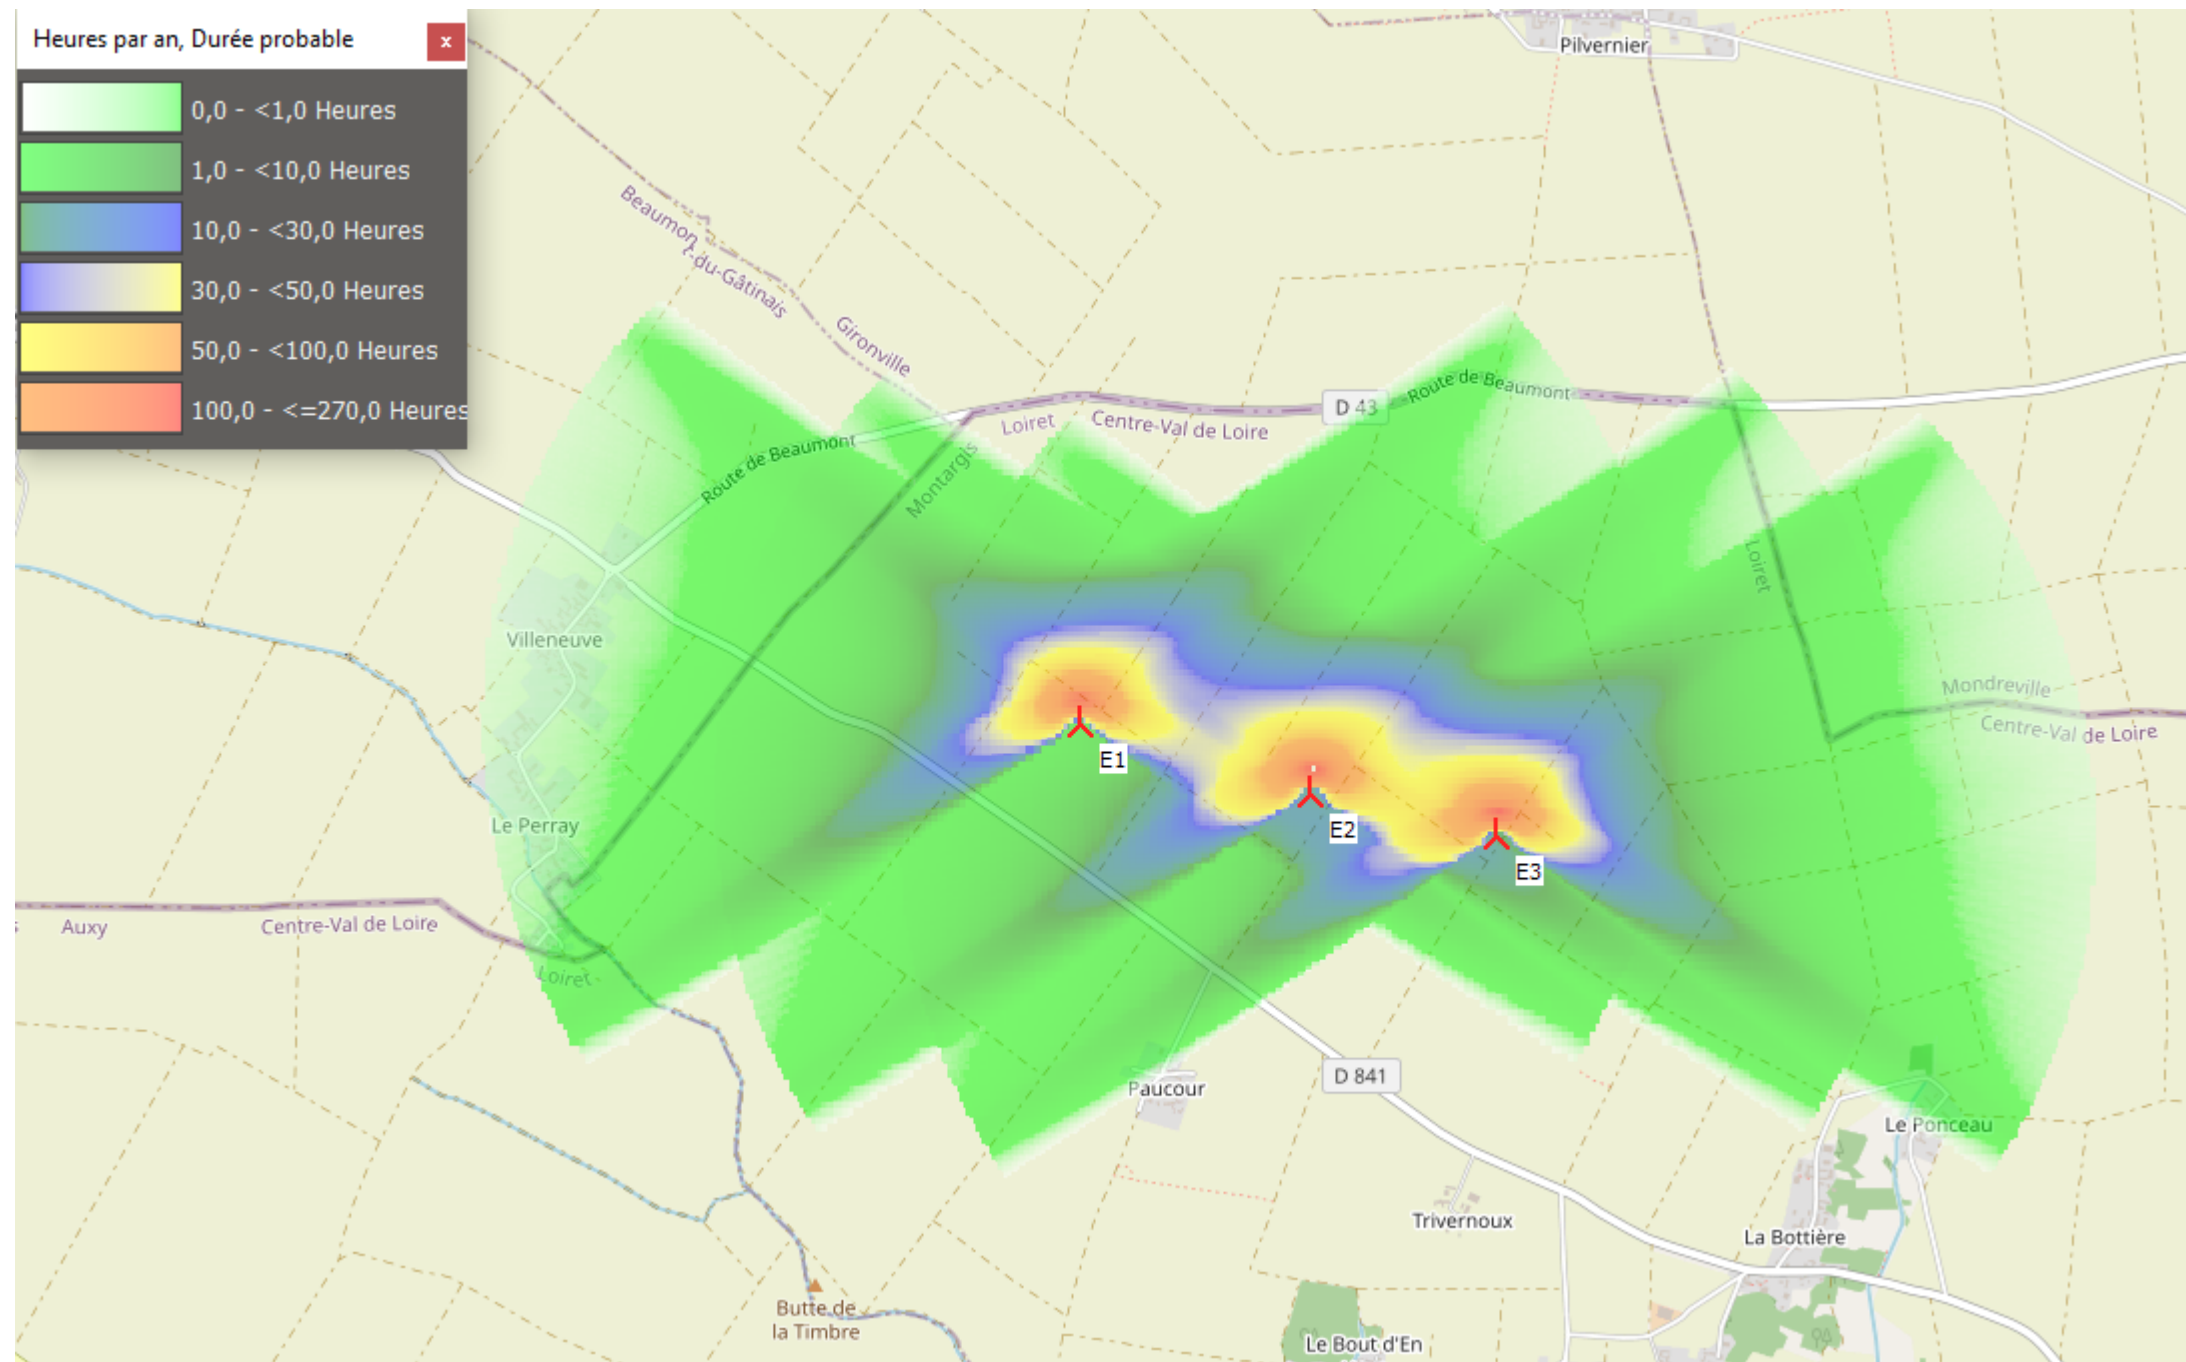 Heures par an, Durée probable
x
0,0 - <1,0 Heures
1,0 - <10,0 Heures
10,0 - <30,0 Heures
30,0 - <50,0 Heures
50,0 - <100,0 Heures
100,0 - <=270,0 Heures
Pilvernier
Beaumon
t-du-Gâtinais
Gironville
Route de Beaumont
Montargis
Loiret
Centre-Val de Loire
D 43
Route de Beaumont
Loiret
Villeneuve
Mondreville
Centre-Val de Loire
E1
E2
E3
Le Perray
Auxy
Centre-Val de Loire
Loiret
D 841
Paucour
Le Ponceau
Trivernoux
La Bottière
Butte de
la Timbre
Le Bout d'En